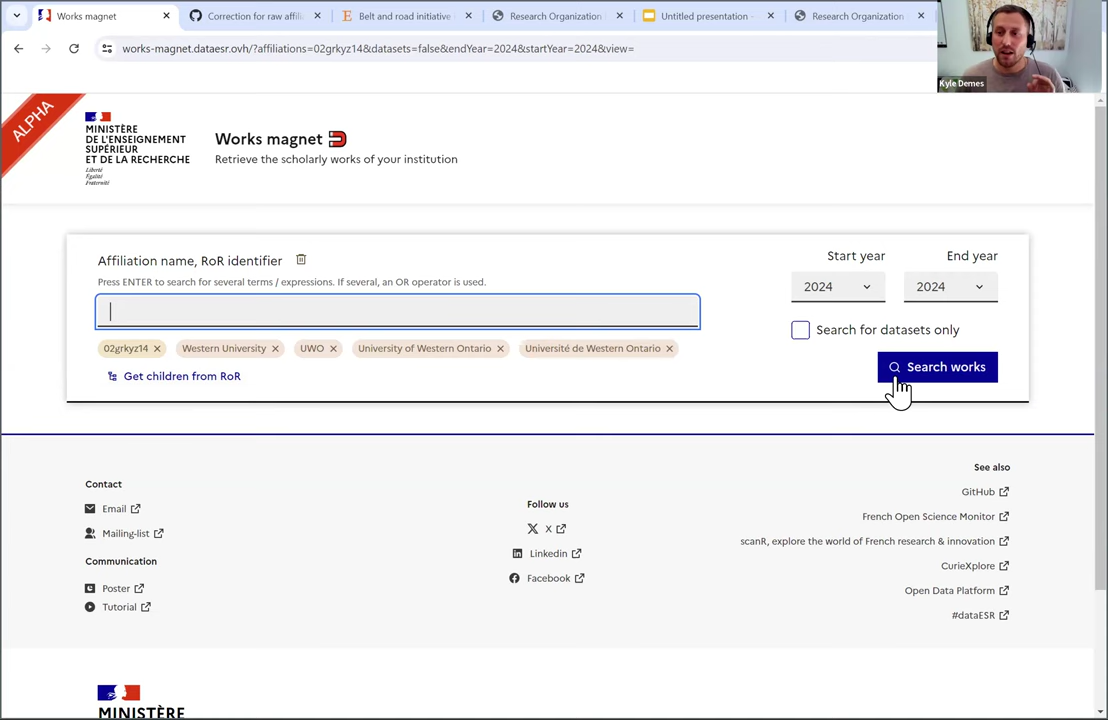 Works magnet
Correction for raw affili
Belt and road initiative
Research Organization
Untitled presentation -
Research Organization
works-magnet.dataesr.ovh/?affiliations=02grkyz14&datasets=false&endYear=2024&startYear=2024&view=
Kyle Demes
ALPHA
MINISTÈRE
DE L'ENSEIGNEMENT
SUPÉRIEUR
ET DE LA RECHERCHE
Liberté
Égalité
Fraternité
Works magnet
Retrieve the scholarly works of your institution
Affiliation name, RoR identifier
Press ENTER to search for several terms / expressions. If several, an OR operator is used.
02grkyz14
Western University
UWO
University of Western Ontario
Université de Western Ontario
Get children from RoR
Start year
End year
2024
2024
Search for datasets only
Search works
Contact
Email
Mailing-list
Communication
Poster
Tutorial
Follow us
X
Linkedin
Facebook
See also
GitHub
French Open Science Monitor
scanR, explore the world of French research & innovation
CurieXplore
Open Data Platform
#dataESR
MINISTÈRE